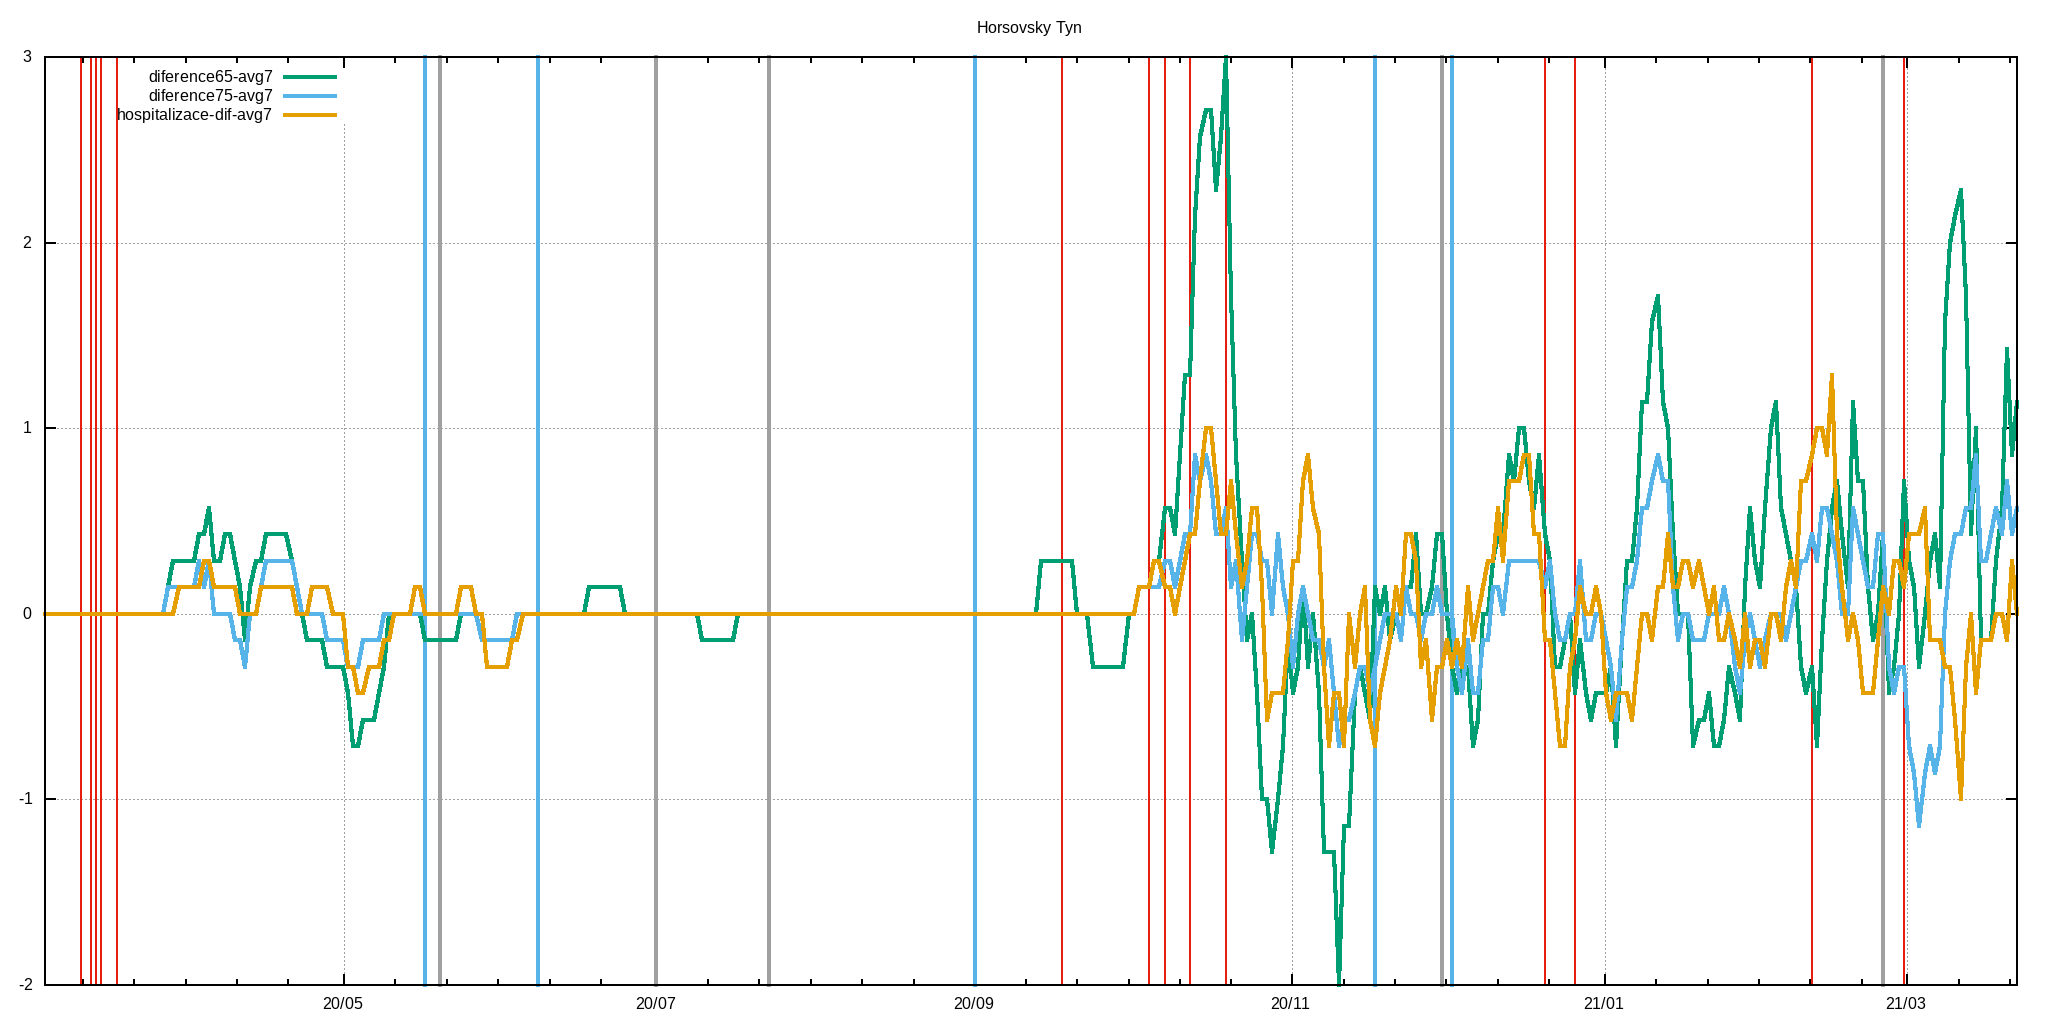 Horsovsky Tyn
3
diference65-avg7
diference75-avg7
hospitalizace-dif-avg7
2
1
0
-1
-2
20/05 20/07 20/09 20/11 21/01 21/03